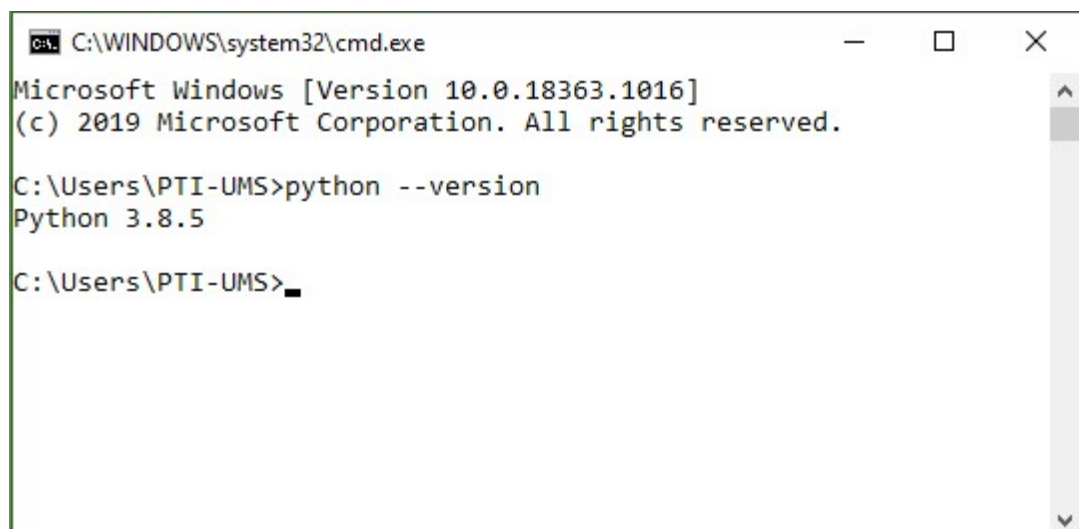 C:\WINDOWS\system32\cmd.exe
Microsoft Windows [Version 10.0.18363.1016]
(c) 2019 Microsoft Corporation. All rights reserved.
C:\Users\PTI-UMS>python --version
Python 3.8.5
C:\Users\PTI-UMS>